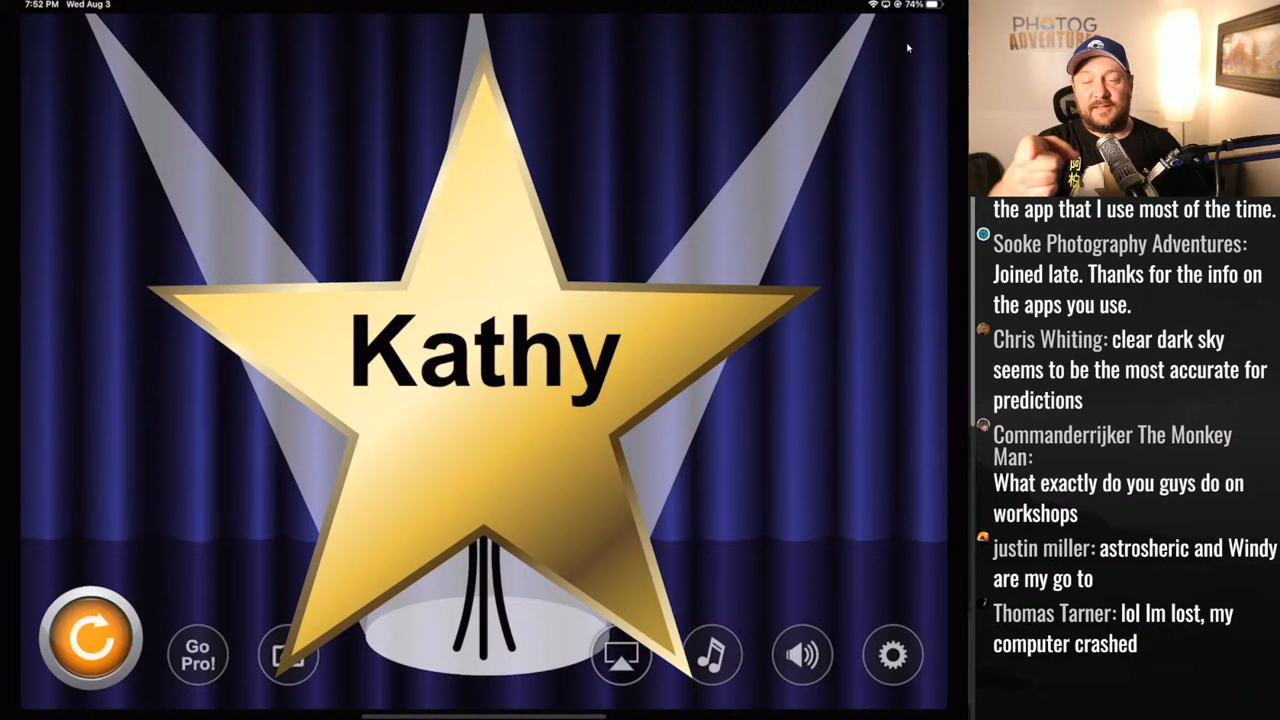 7:52 PM Wed Aug 3
74%
PHOTOG
ADVENTURE
Kathy
Go
Pro!
the app that I use most of the time.
Sooke Photography Adventures:
Joined late. Thanks for the info on
the apps you use.
Chris Whiting: clear dark sky
seems to be the most accurate for
predictions
Commanderrijker The Monkey
Man:
What exactly do you guys do on
workshops
justin miller: astrosheric and Windy
are my go to
Thomas Tarner: lol Im lost, my
computer crashed